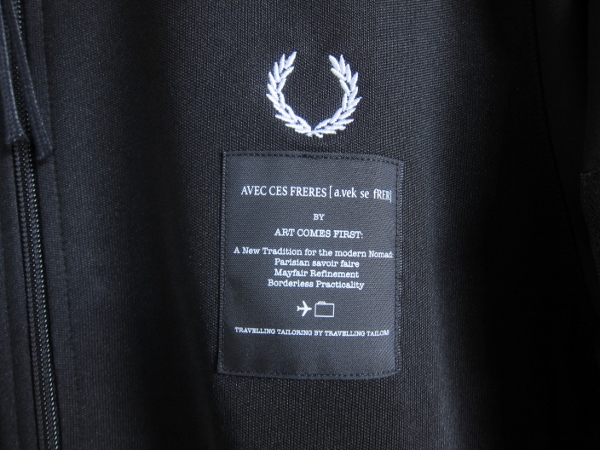 AVEC CES FRERES [ a.vek se fRER]
BY
ART COMES FIRST:
A New Tradition for the modern Nomad
Parisian savoir faire
Mayfair Refinement
Borderless Practicality
TRAVELLING TAILORING BY TRAVELLING TAILORS